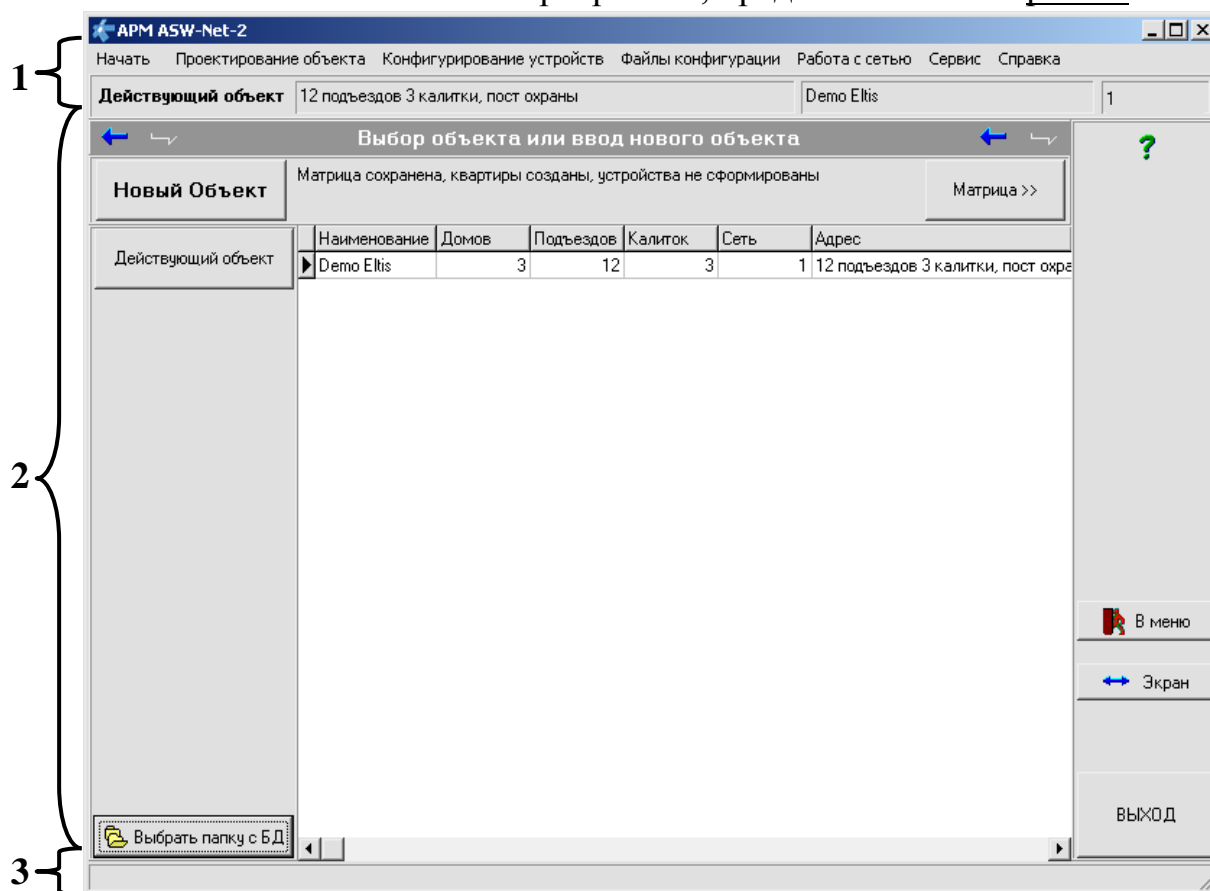 АРМ ASW-Net-2
1
Начать Проектирование объекта Конфигурирование устройств Файлы конфигурации Работа с сетью Сервис Справка
Действующий объект 12 подъездов 3 калитки, пост охраны Demo Eltis 1
Выбор объекта или ввод нового объекта
?
Новый Объект Матрица сохранена, квартиры созданы, устройства не сформированы Матрица >>
Действующий объект
Наименование Домов Подъездов Калиток Сеть Адрес
Demo Eltis 3 12 3 1 12 подъездов 3 калитки, пост охра
2
В меню
Экран
ВЫХОД
Выбрать папку с БД
3